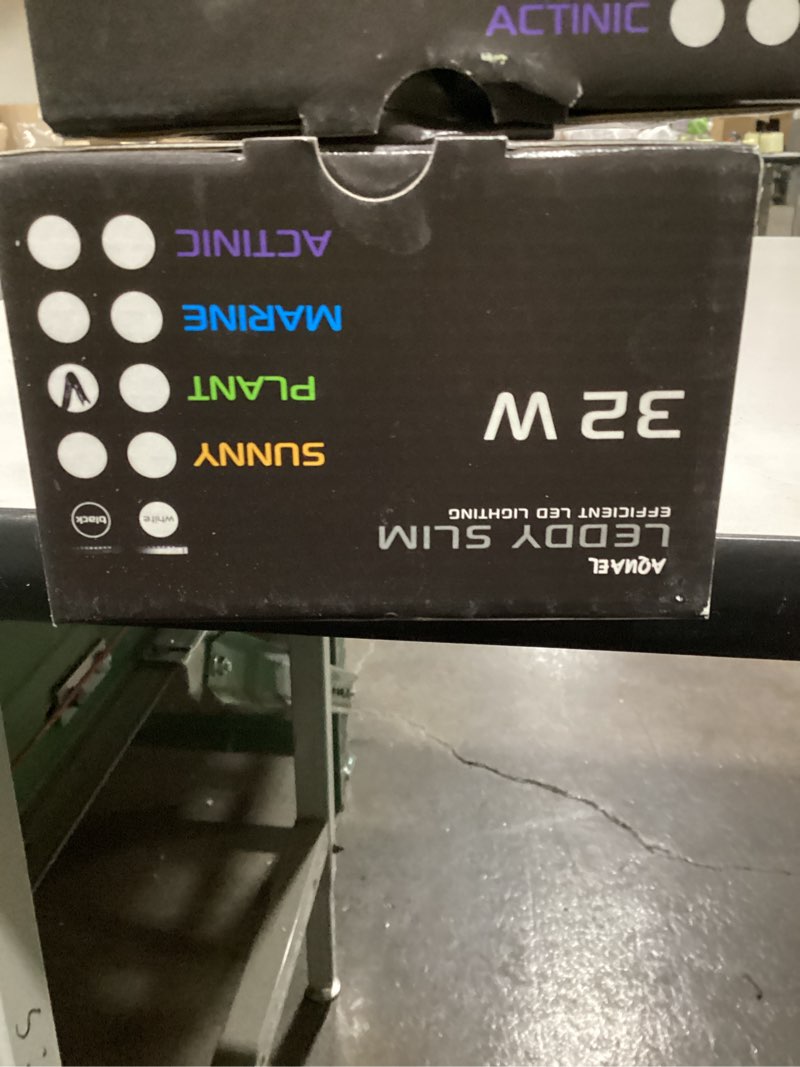 ACTINIC
AQUAEL
LEDDY SLIM
EFFICIENT LED LIGHTING
32 W
white black
SUNNY
PLANT
MARINE
ACTINIC